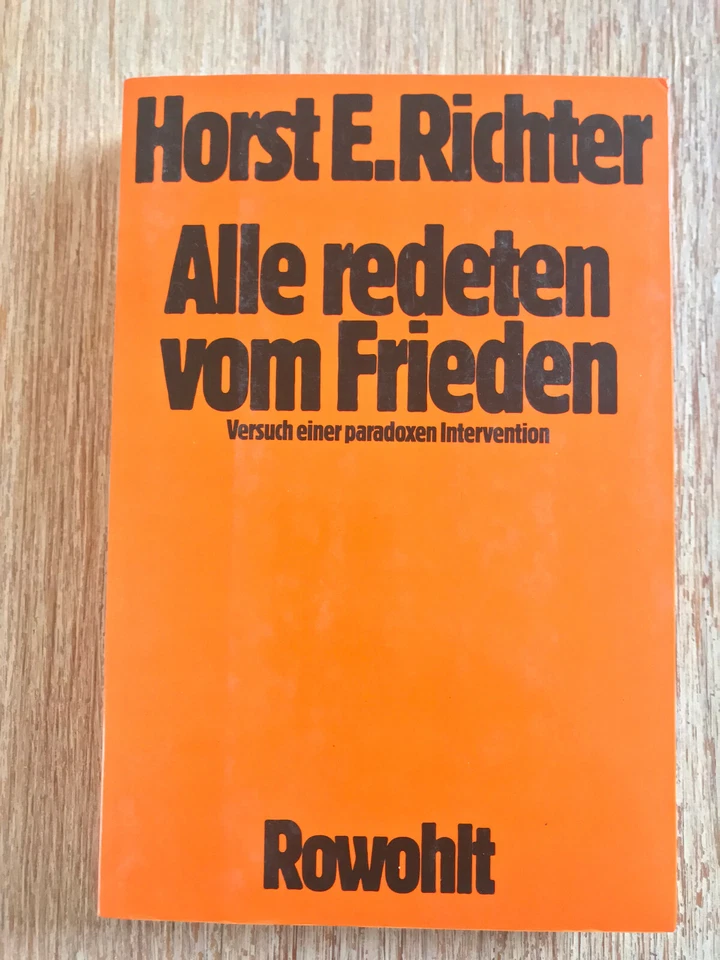 Horst E. Richter
Alle redeten
vom Frieden
Versuch einer paradoxen Intervention
Rowohlt